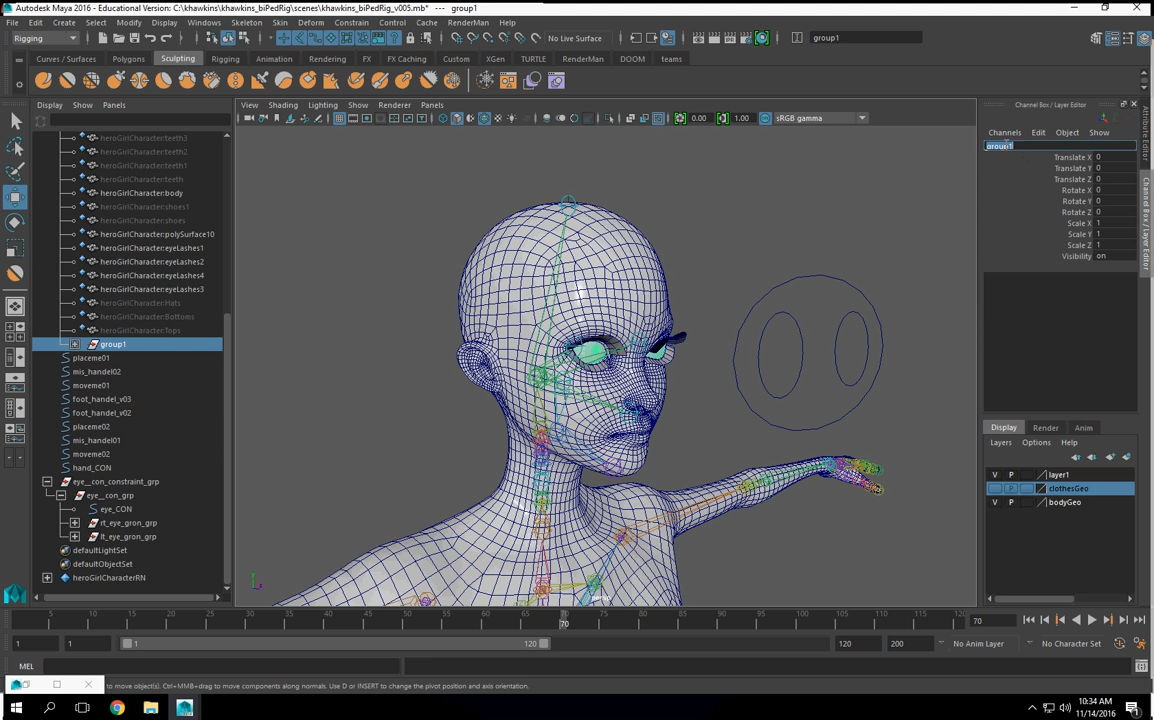 Autodesk Maya 2016 - Educational Version: C:\khawkins\khawkins_biPedRig\scenes\khawkins_biPedRig_v005.mb* --- group1
File Edit Create Select Modify Display Windows Skeleton Skin Deform Constrain Control Cache RenderMan Help
Rigging No Live Surface group1
Curves / Surfaces Polygons Sculpting Rigging Animation Rendering FX FX Caching Custom XGen TURTLE RenderMan DOOM teams
Display Show Panels
View Shading Lighting Show Renderer Panels
0.00 1.00 sRGB gamma
heroGirlCharacter:teeth3
heroGirlCharacter:teeth2
heroGirlCharacter:teeth1
heroGirlCharacter:teeth
heroGirlCharacter:body
heroGirlCharacter:shoes1
heroGirlCharacter:shoes
heroGirlCharacter:polySurface10
heroGirlCharacter:eyeLashes1
heroGirlCharacter:eyeLashes2
heroGirlCharacter:eyeLashes4
heroGirlCharacter:eyeLashes3
heroGirlCharacter:Hats
heroGirlCharacter:Bottoms
heroGirlCharacter:Tops
group1
placeme01
mis_handel02
moveme01
foot_handel_v03
foot_handel_v02
placeme02
mis_handel01
moveme02
hand_CON
eye__con_constraint_grp
eye__con_grp
eye_CON
rt_eye_gron_grp
lt_eye_gron_grp
defaultLightSet
defaultObjectSet
heroGirlCharacterRN
persp
Channel Box / Layer Editor
Channels Edit Object Show
group1
Translate X 0
Translate Y 0
Translate Z 0
Rotate X 0
Rotate Y 0
Rotate Z 0
Scale X 1
Scale Y 1
Scale Z 1
Visibility on
Attribute Editor
Channel Box / Layer Editor
Display Render Anim
Layers Options Help
V P layer1
clothesGeo
V P bodyGeo
5 10 15 20 25 30 35 40 45 50 55 60 65 70 75 80 85 90 95 100 105 110 115 120
70
70
1 1 1 120 120 200 No Anim Layer No Character Set
MEL
to move object(s). Ctrl+MMB+drag to move components along normals. Use D or INSERT to change the pivot position and axis orientation.
10:34 AM
11/14/2016